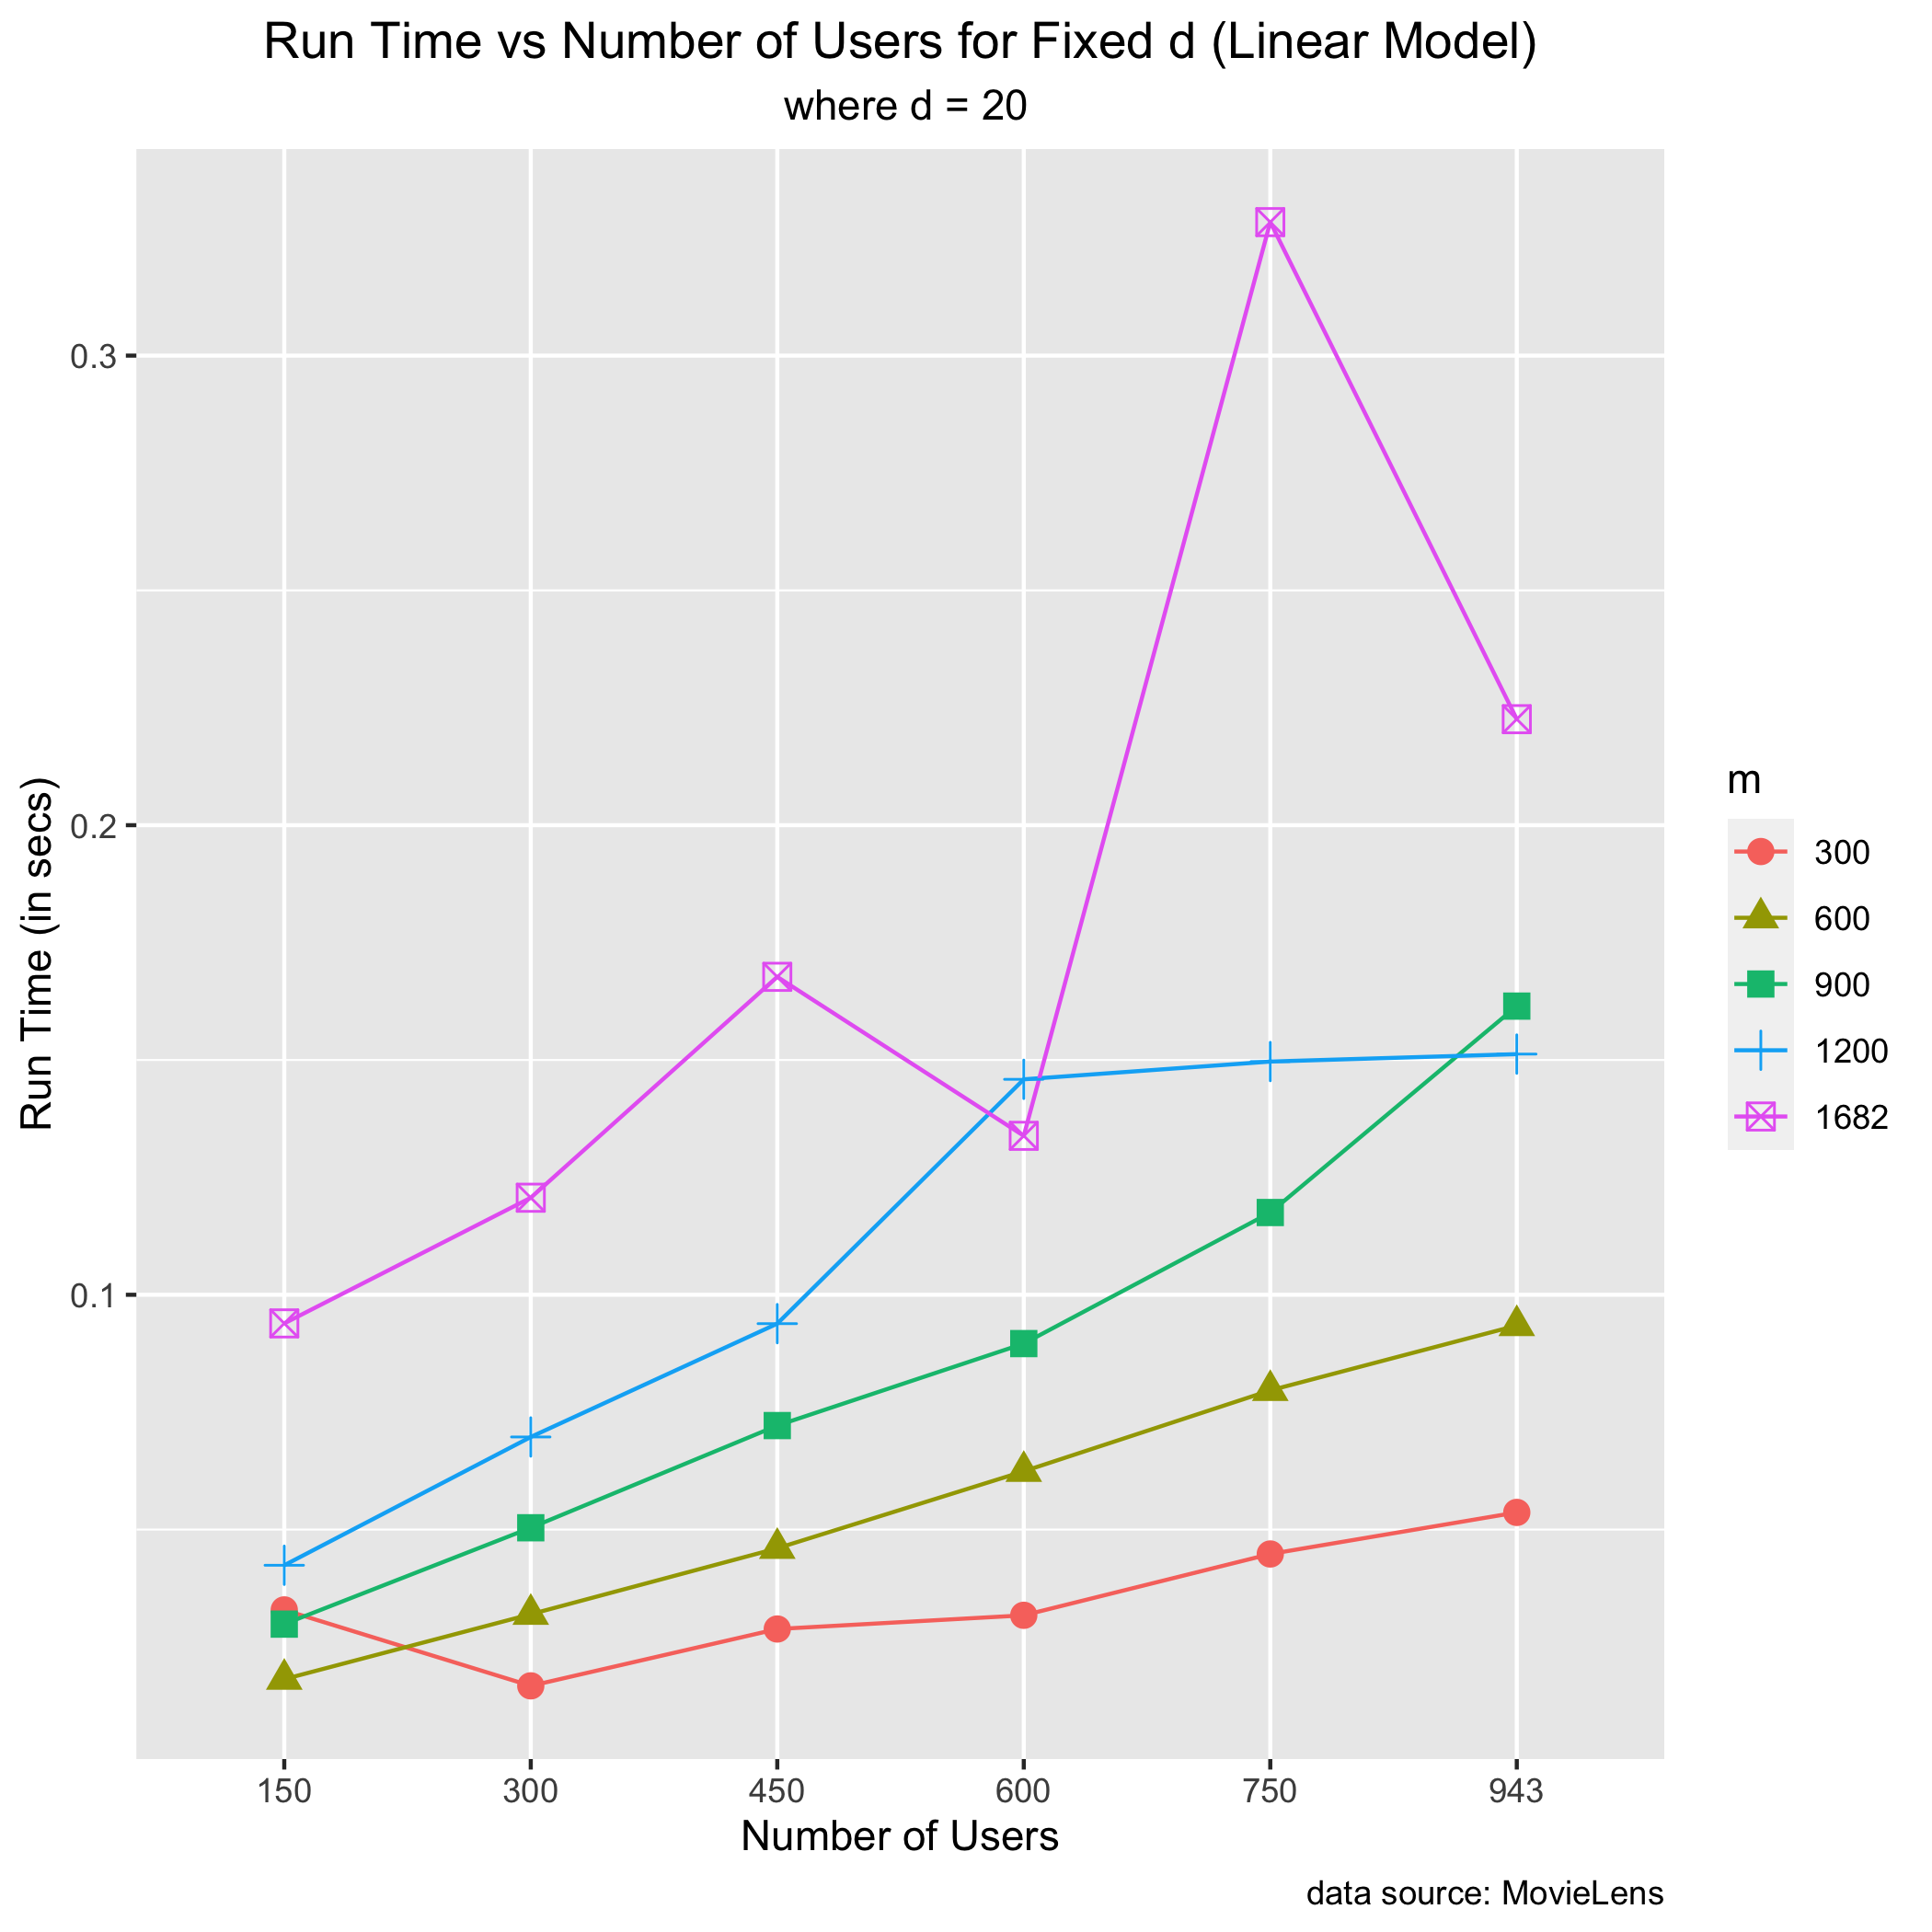 Run Time vs Number of Users for Fixed d (Linear Model)
where d = 20
0.3
0.2
0.1
Run Time (in secs)
150 300 450 600 750 943
Number of Users
m
300
600
900
1200
1682
data source: MovieLens